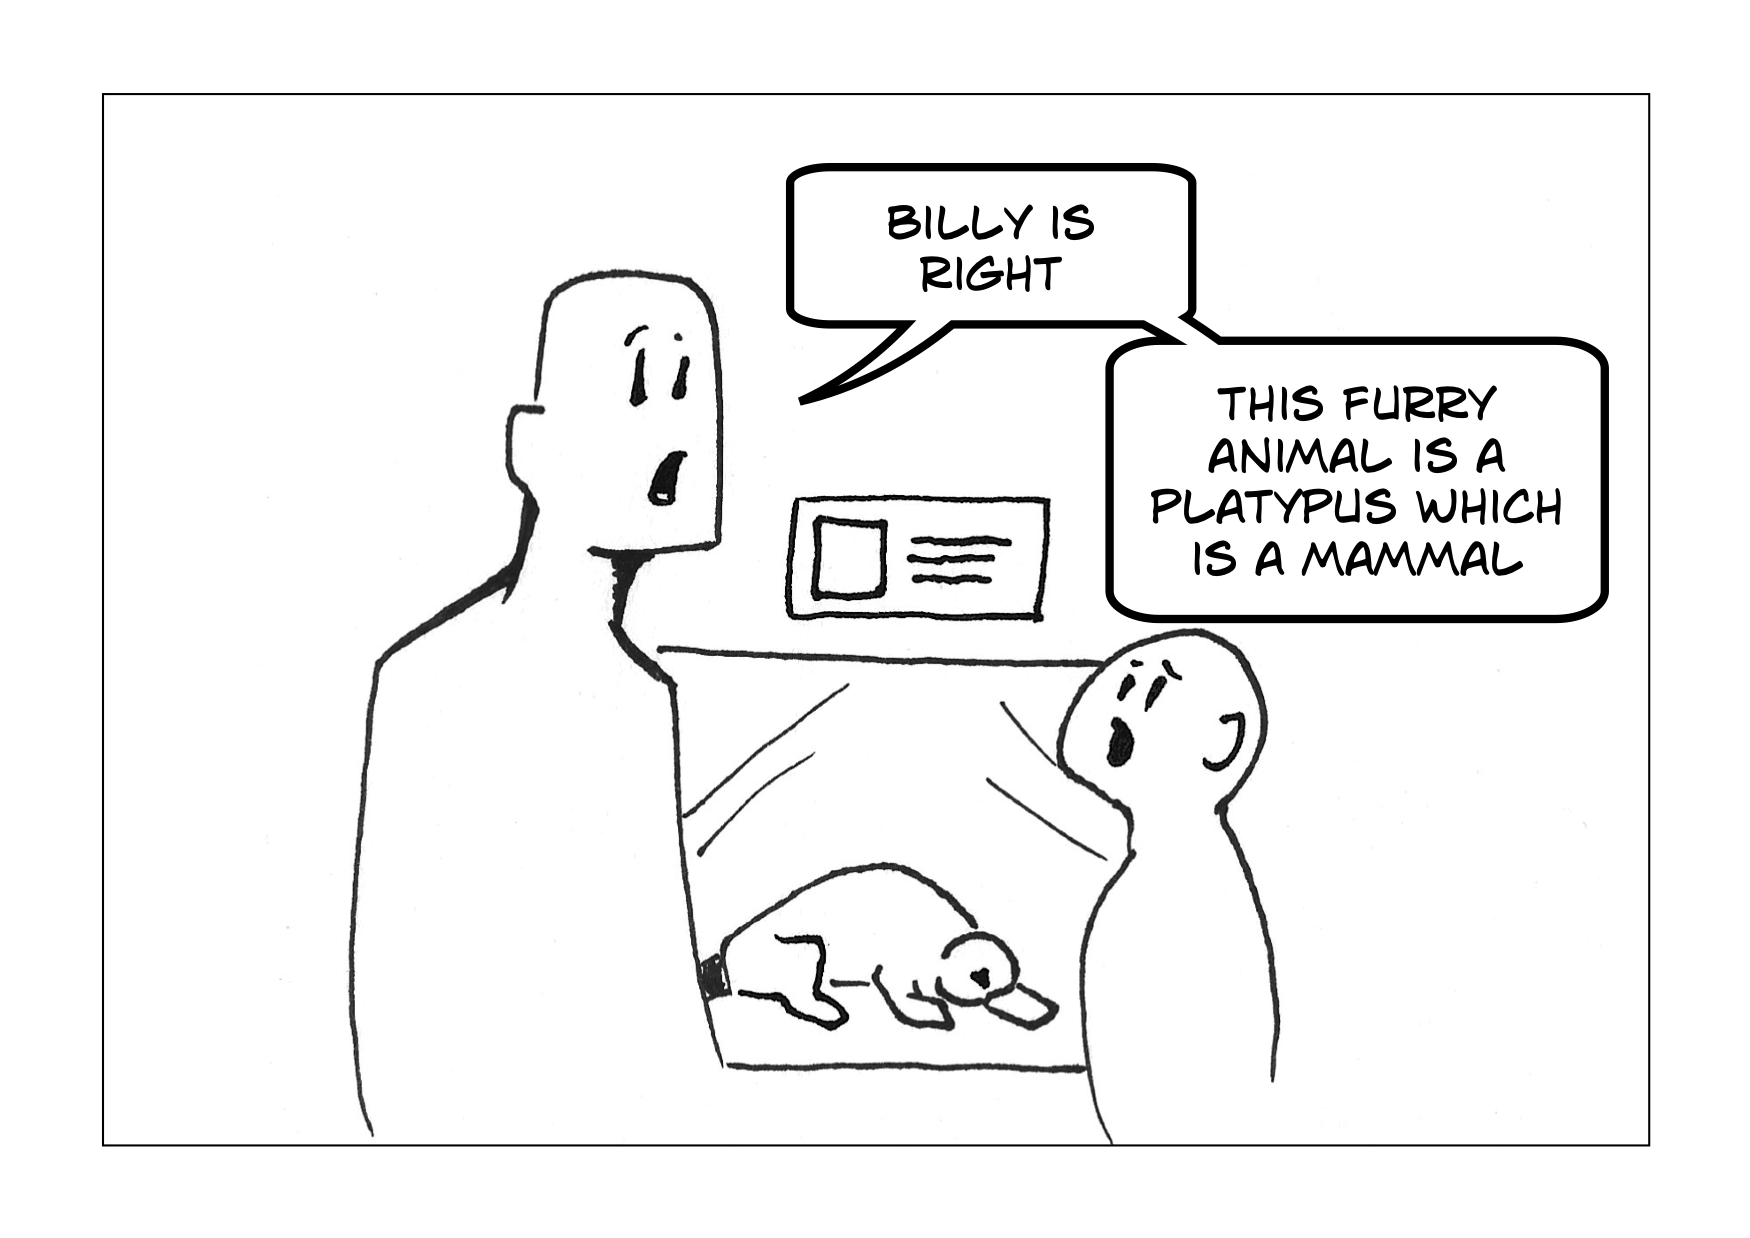 BILLY IS
RIGHT
THIS FURRY
ANIMAL IS A
PLATYPUS WHICH
IS A MAMMAL